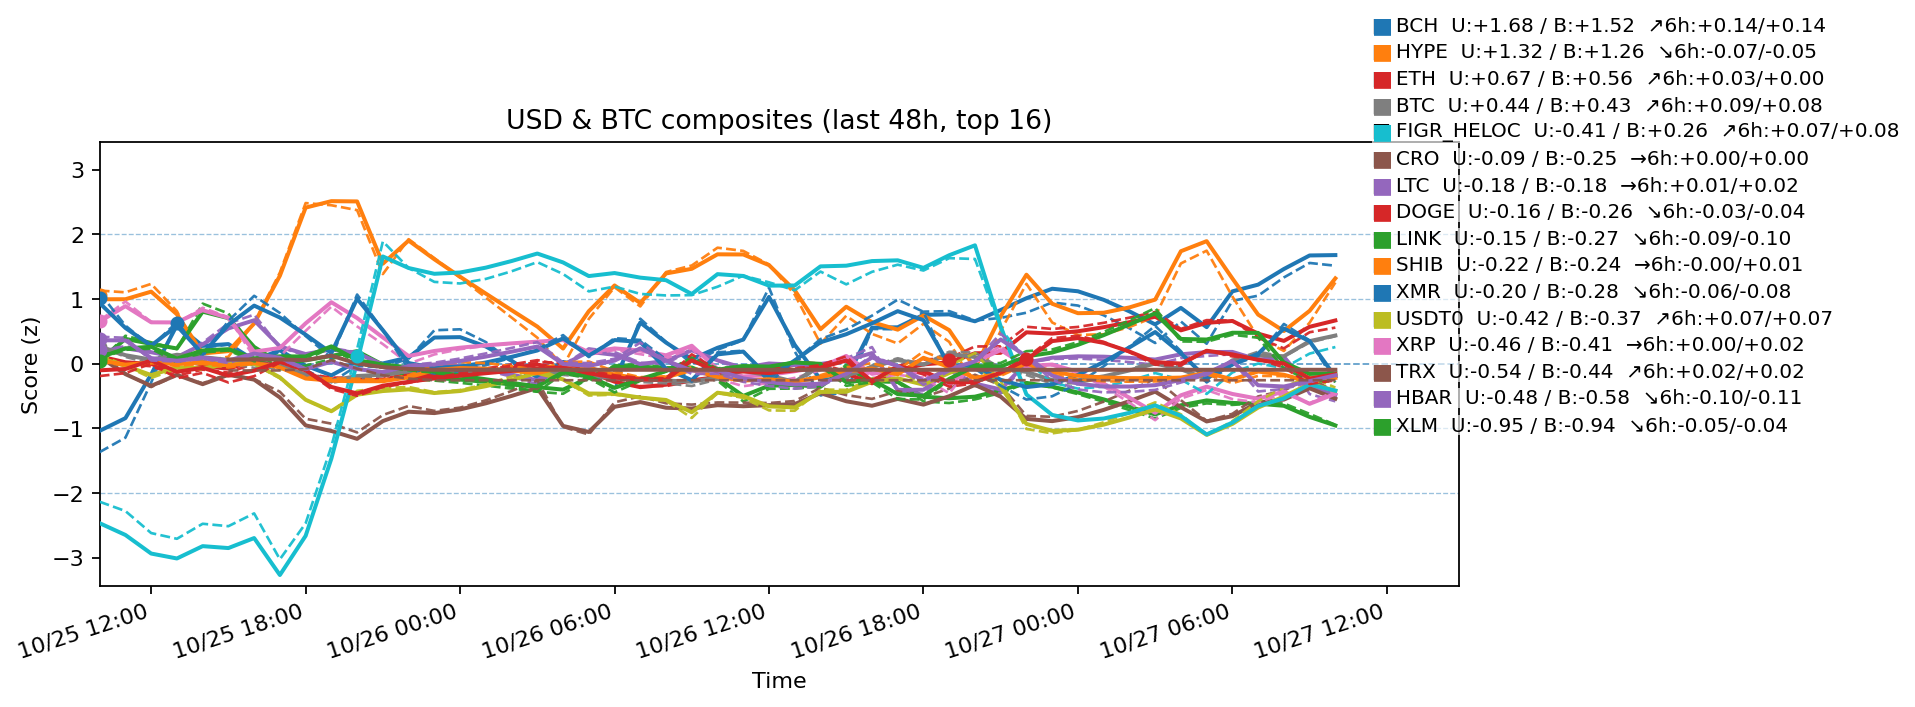 BCH U:+1.68 / B:+1.52 ↗6h:+0.14/+0.14
HYPE U:+1.32 / B:+1.26 ↘6h:-0.07/-0.05
ETH U:+0.67 / B:+0.56 ↗6h:+0.03/+0.00
BTC U:+0.44 / B:+0.43 ↗6h:+0.09/+0.08
FIGR_HELOC U:-0.41 / B:+0.26 ↗6h:+0.07/+0.08
CRO U:-0.09 / B:-0.25 →6h:+0.00/+0.00
LTC U:-0.18 / B:-0.18 →6h:+0.01/+0.02
DOGE U:-0.16 / B:-0.26 ↘6h:-0.03/-0.04
LINK U:-0.15 / B:-0.27 ↘6h:-0.09/-0.10
SHIB U:-0.22 / B:-0.24 →6h:-0.00/+0.01
XMR U:-0.20 / B:-0.28 ↘6h:-0.06/-0.08
USDT0 U:-0.42 / B:-0.37 ↗6h:+0.07/+0.07
XRP U:-0.46 / B:-0.41 →6h:+0.00/+0.02
TRX U:-0.54 / B:-0.44 ↗6h:+0.02/+0.02
HBAR U:-0.48 / B:-0.58 ↘6h:-0.10/-0.11
XLM U:-0.95 / B:-0.94 ↘6h:-0.05/-0.04
USD & BTC composites (last 48h, top 16)
Score (z)
3
2
1
0
−1
−2
−3
10/25 12:00
10/25 18:00
10/26 00:00
10/26 06:00
10/26 12:00
10/26 18:00
10/27 00:00
10/27 06:00
10/27 12:00
Time